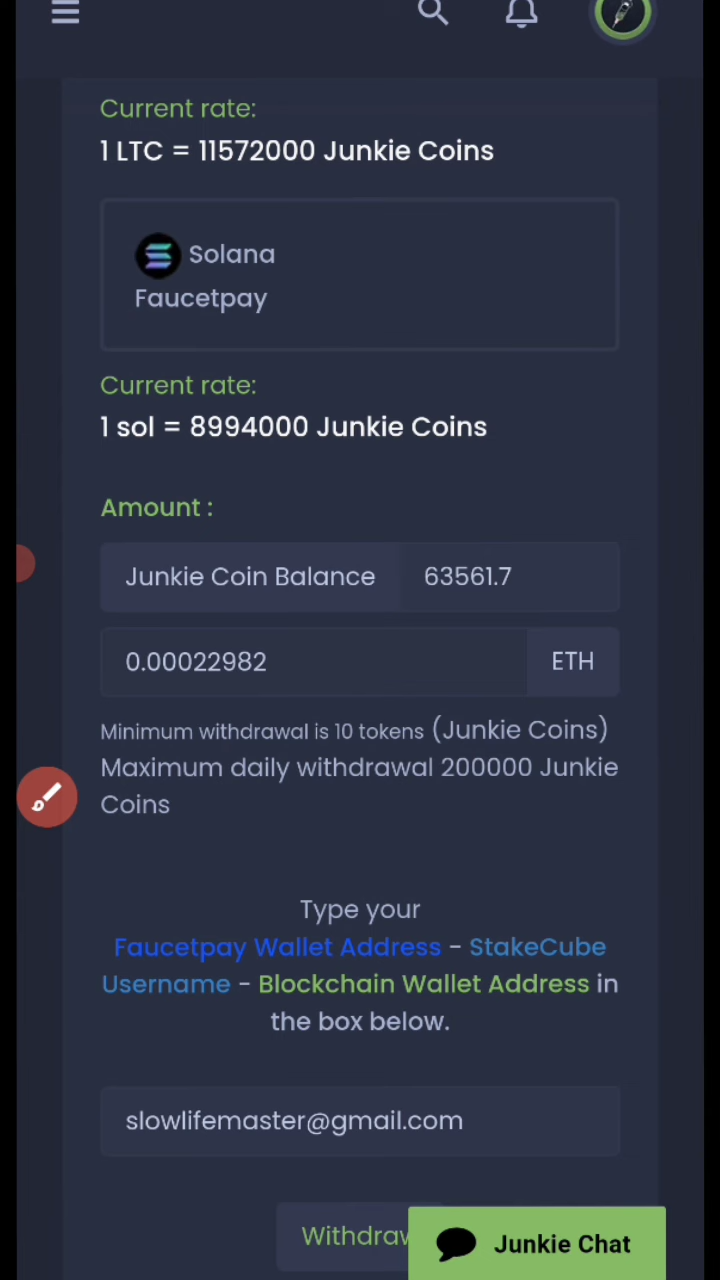 Current rate:
1 LTC = 11572000 Junkie Coins
Solana
Faucetpay
Current rate:
1 sol = 8994000 Junkie Coins
Amount :
Junkie Coin Balance 63561.7
0.00022982 ETH
Minimum withdrawal is 10 tokens (Junkie Coins)
Maximum daily withdrawal 200000 Junkie
Coins
Type your
Faucetpay Wallet Address - StakeCube
Username - Blockchain Wallet Address in
the box below.
slowlifemaster@gmail.com
Withdraw
Junkie Chat